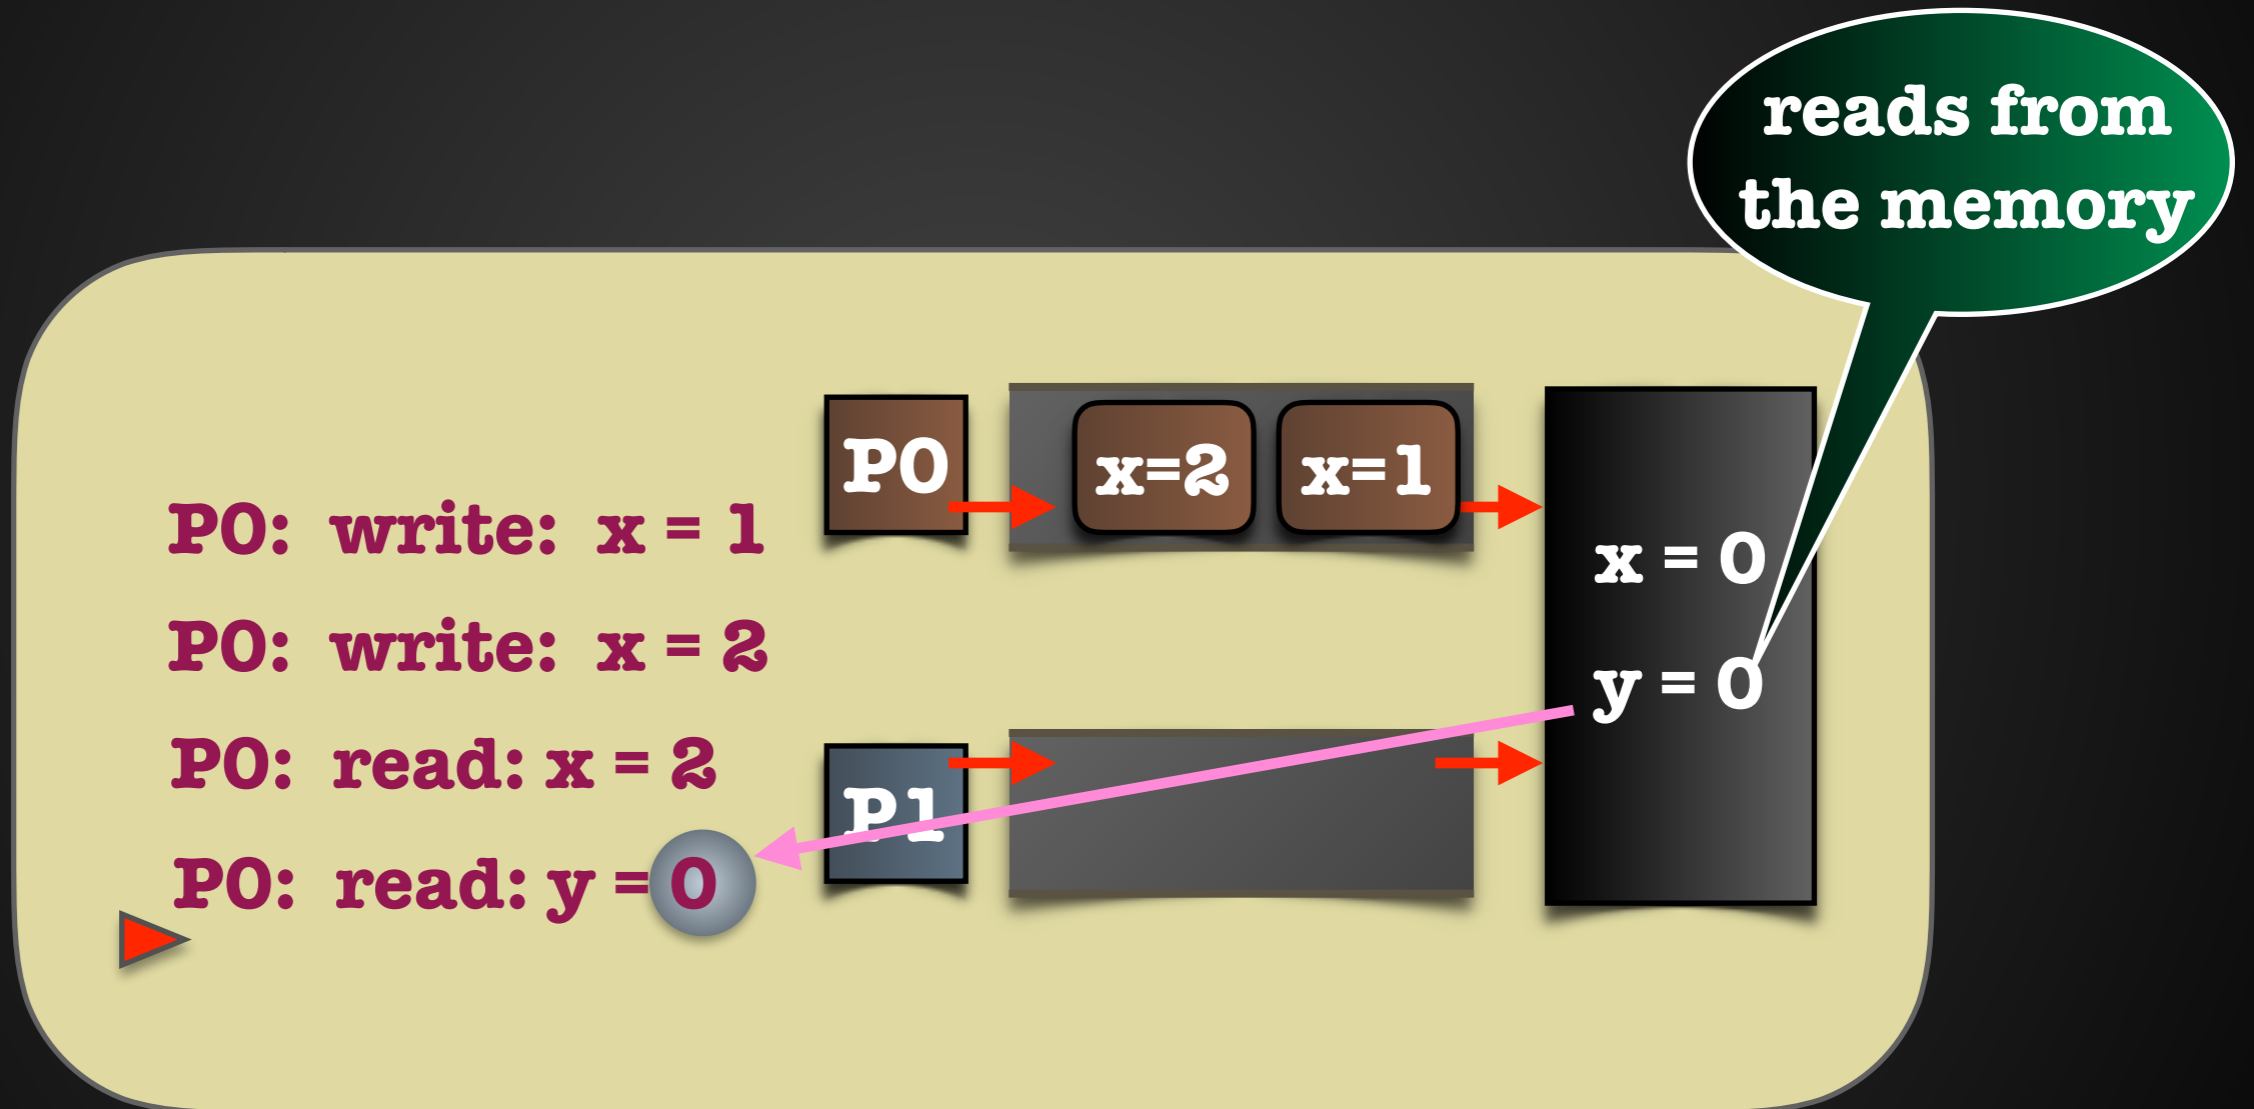 reads from
the memory
P0: write: x = 1
P0: write: x = 2
P0: read: x = 2
P0: read: y = 0
P0
x=2
x=1
x = 0
y = 0
P1